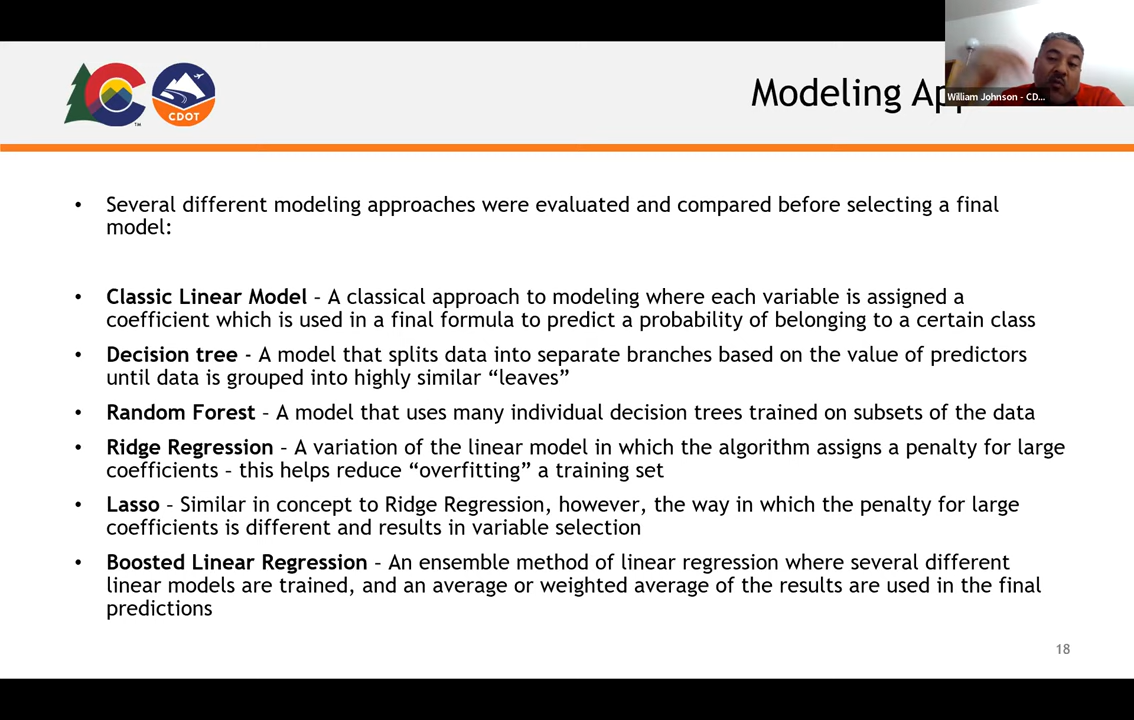 CDOT
Modeling
William Johnson - CD...
• Several different modeling approaches were evaluated and compared before selecting a final
model:
• Classic Linear Model – A classical approach to modeling where each variable is assigned a
coefficient which is used in a final formula to predict a probability of belonging to a certain class
• Decision tree - A model that splits data into separate branches based on the value of predictors
until data is grouped into highly similar “leaves”
• Random Forest – A model that uses many individual decision trees trained on subsets of the data
• Ridge Regression – A variation of the linear model in which the algorithm assigns a penalty for large
coefficients – this helps reduce “overfitting” a training set
• Lasso – Similar in concept to Ridge Regression, however, the way in which the penalty for large
coefficients is different and results in variable selection
• Boosted Linear Regression – An ensemble method of linear regression where several different
linear models are trained, and an average or weighted average of the results are used in the final
predictions
18